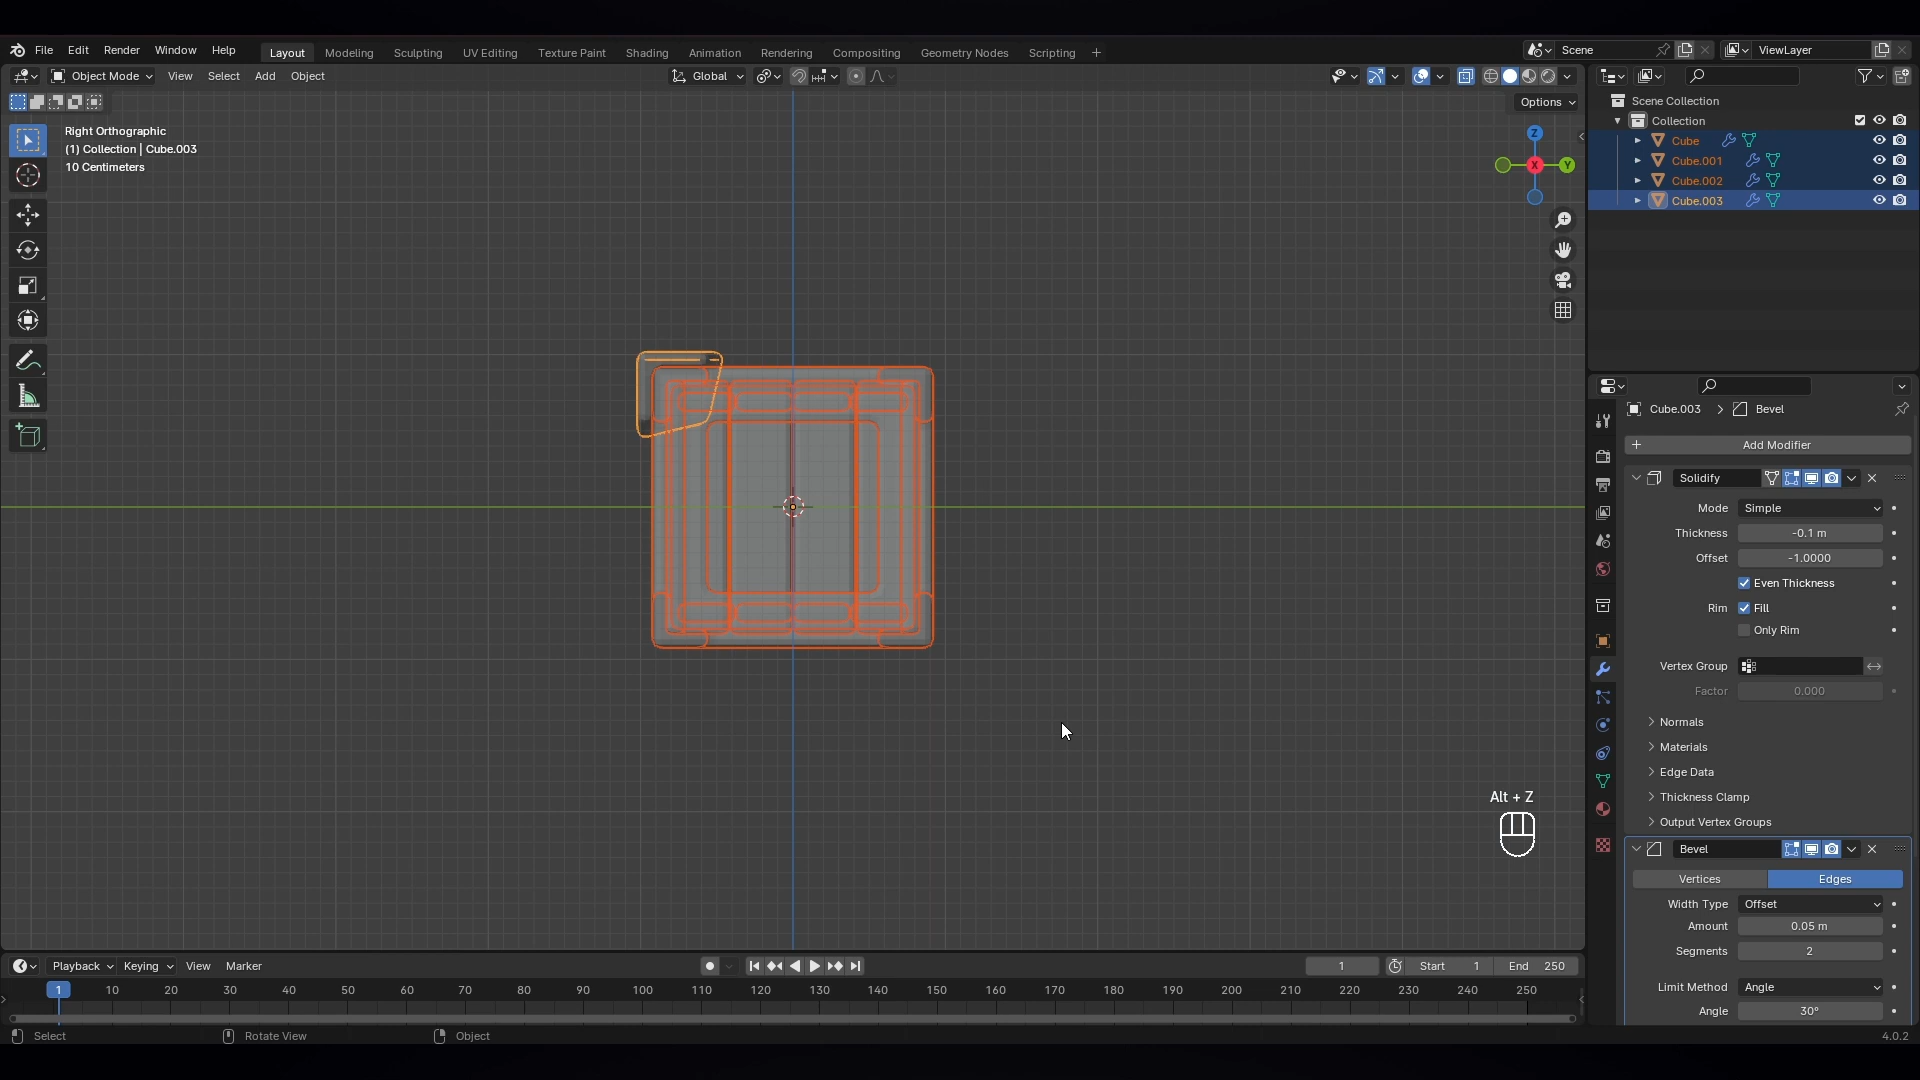 File Edit Render Window Help Layout Modeling Sculpting UV Editing Texture Paint Shading Animation Rendering Compositing Geometry Nodes Scripting + Scene ViewLayer
Object Mode View Select Add Object Global
Options
Right Orthographic
(1) Collection | Cube.003
10 Centimeters
Z
X
Y
Scene Collection
Collection
Cube
Cube.001
Cube.002
Cube.003
Cube.003 > Bevel
+ Add Modifier
Solidify
Mode Simple
Thickness -0.1 m
Offset -1.0000
Even Thickness
Rim Fill
Only Rim
Vertex Group
Factor 0.000
Normals
Materials
Edge Data
Thickness Clamp
Output Vertex Groups
Bevel
Vertices Edges
Width Type Offset
Amount 0.05 m
Segments 2
Limit Method Angle
Angle 30°
Alt + Z
Playback Keying View Marker 1 Start 1 End 250
1 10 20 30 40 50 60 70 80 90 100 110 120 130 140 150 160 170 180 190 200 210 220 230 240 250
Select Rotate View Object 4.0.2